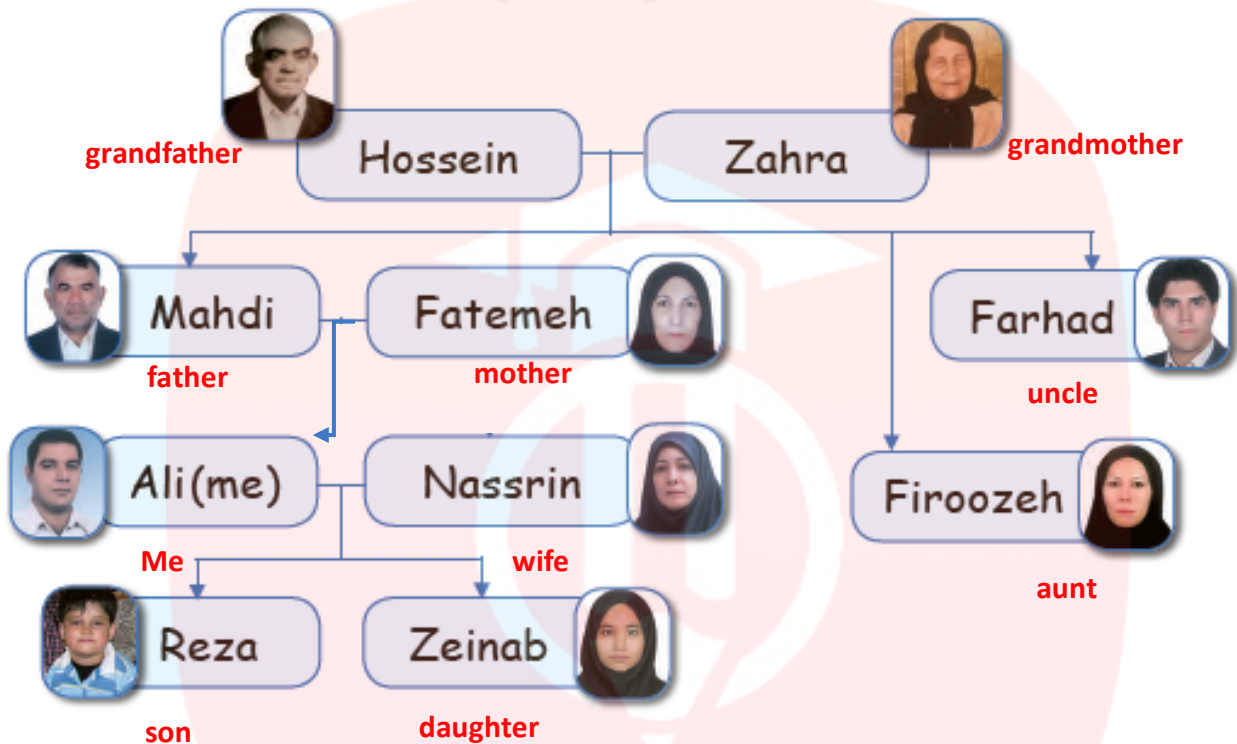 grandfather
Hossein
Zahra
grandmother
Mahdi
Fatemeh
Farhad
father
mother
uncle
Ali(me)
Nassrin
Firoozeh
Me
wife
aunt
Reza
Zeinab
son
daughter